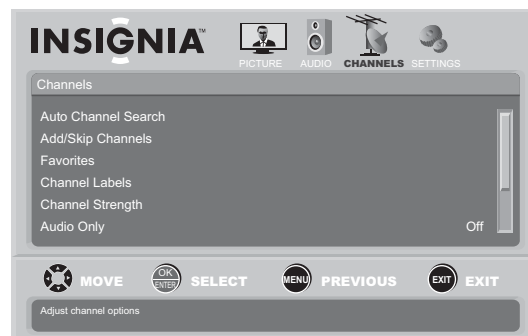 INSIGNIA™
PICTURE AUDIO CHANNELS SETTINGS
Channels
Auto Channel Search
Add/Skip Channels
Favorites
Channel Labels
Channel Strength
Audio Only Off
MOVE OK ENTER SELECT MENU PREVIOUS EXIT EXIT
Adjust channel options